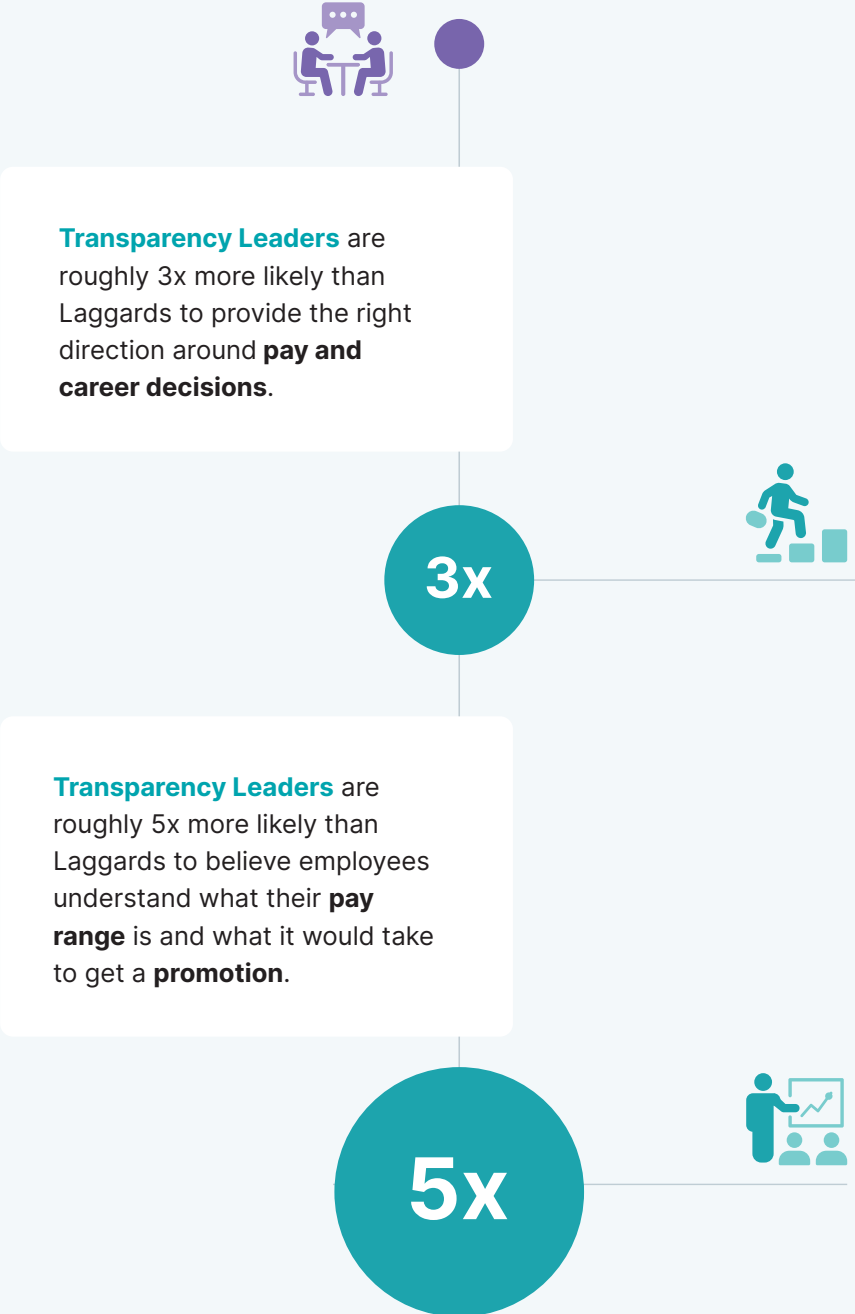 Transparency Leaders are
roughly 3x more likely than
Laggards to provide the right
direction around pay and
career decisions.
3x
Transparency Leaders are
roughly 5x more likely than
Laggards to believe employees
understand what their pay
range is and what it would take
to get a promotion.
5x